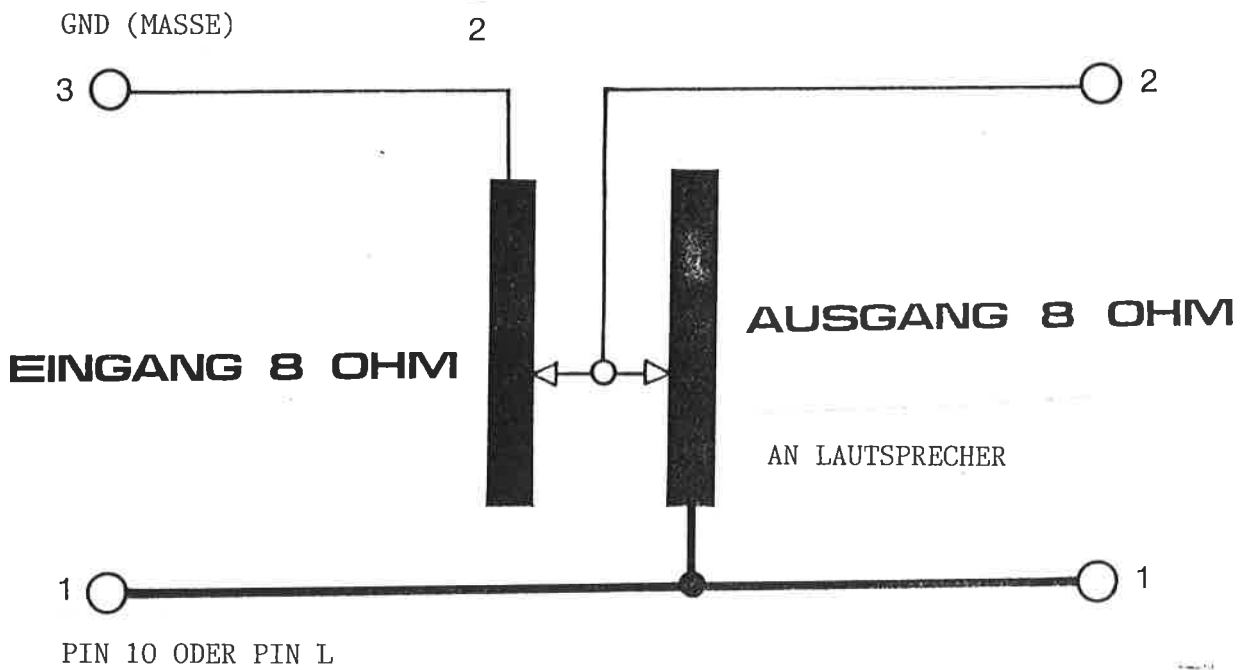 GND (MASSE)
2
3
2
AUSGANG 8 OHM
EINGANG 8 OHM
AN LAUTSPRECHER
1
1
PIN 10 ODER PIN L